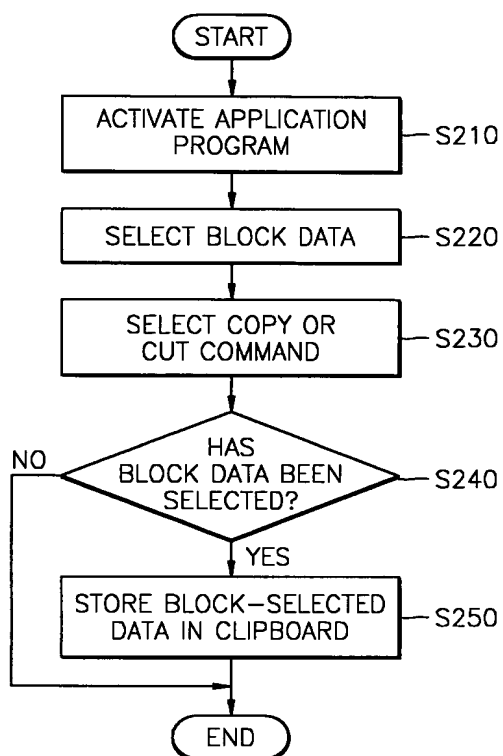 START
ACTIVATE APPLICATION
PROGRAM
S210
SELECT BLOCK DATA
S220
SELECT COPY OR
CUT COMMAND
S230
HAS
BLOCK DATA BEEN
SELECTED?
S240
NO
YES
STORE BLOCK-SELECTED
DATA IN CLIPBOARD
S250
END